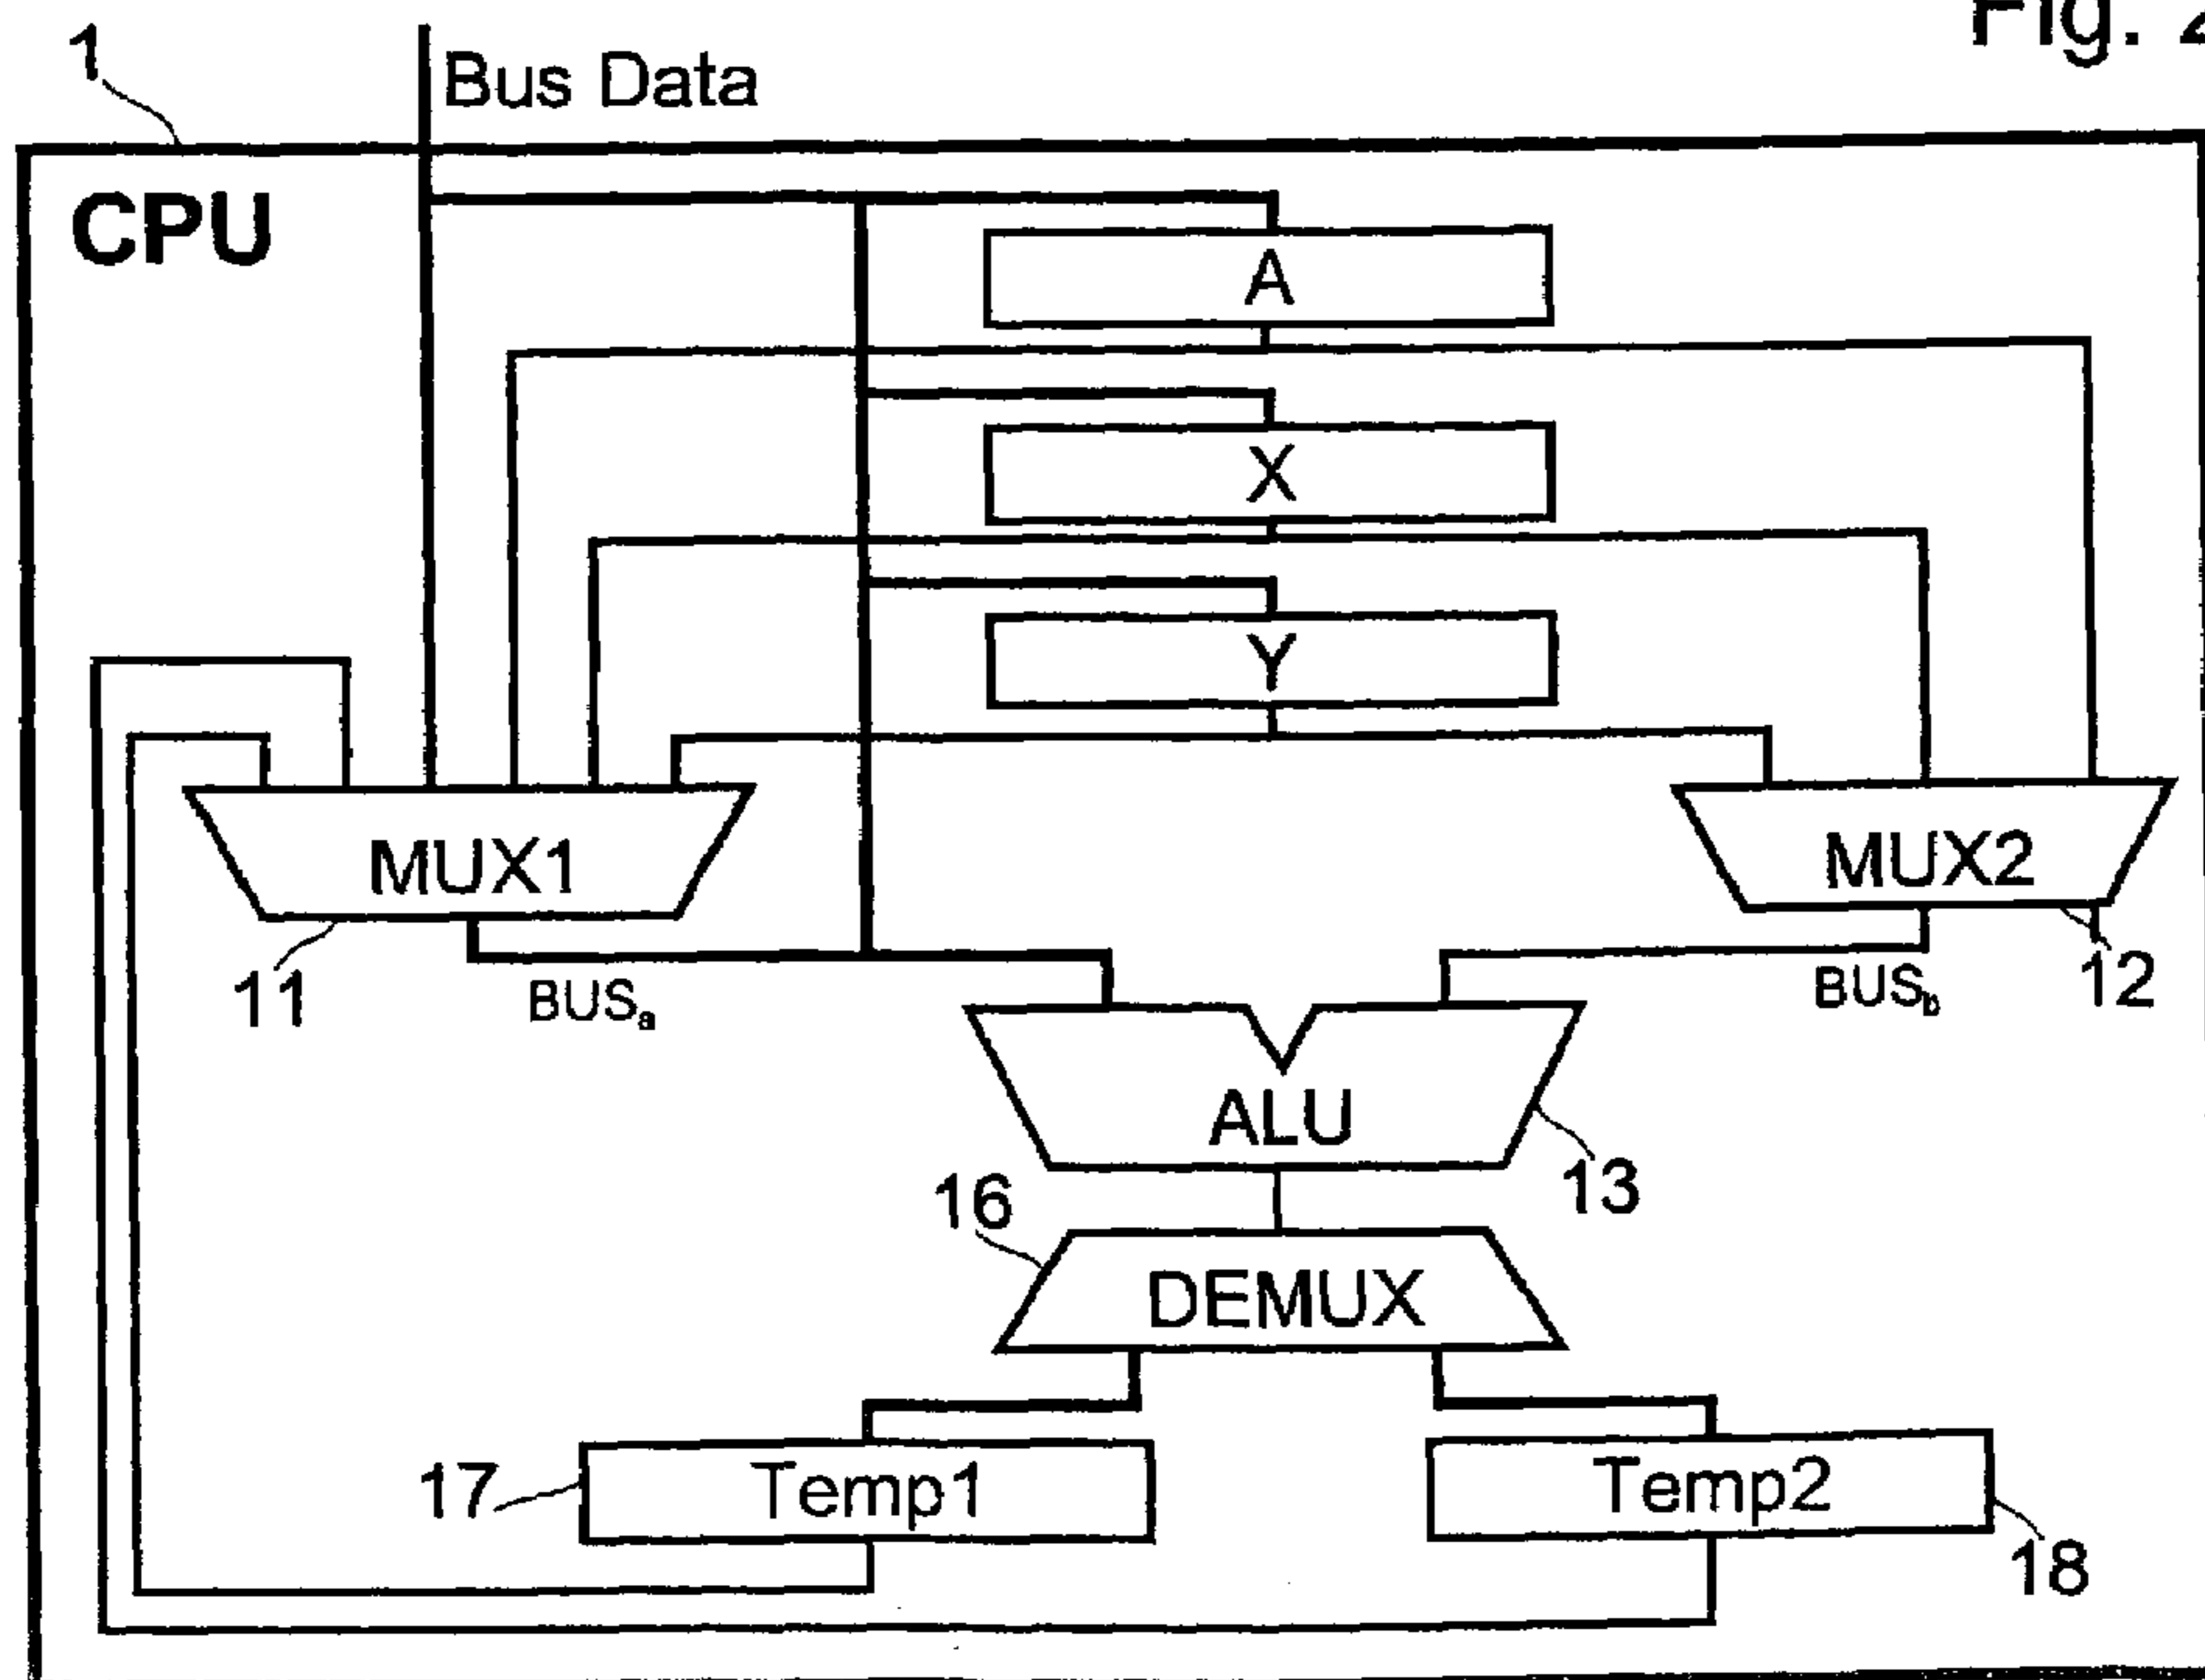 Fig. 2
1
Bus Data
CPU
A
X
Y
MUX1
MUX2
11
BUSa
BUSb
12
ALU
13
16
DEMUX
17
Temp1
Temp2
18